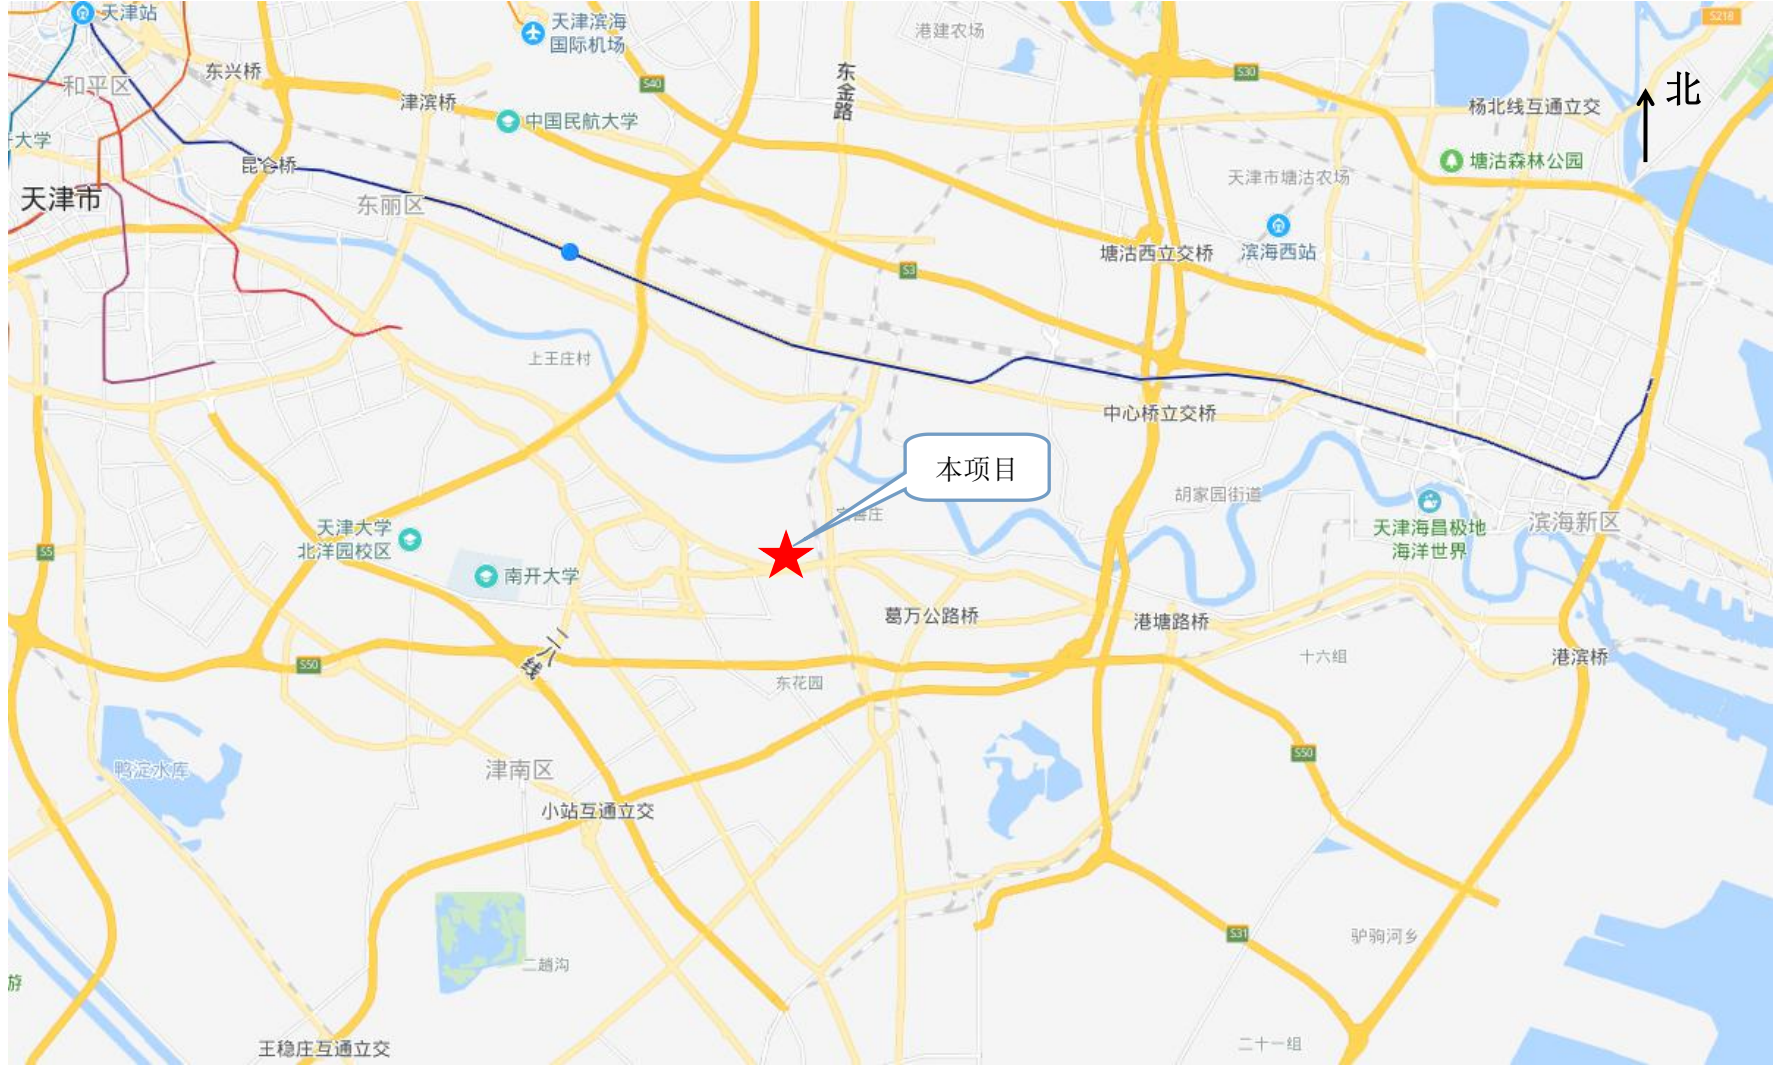 天津站
天津滨海
国际机场
港建农场
S218
和平区
东兴桥
S40
东金路
S30
北
津滨桥
中国民航大学
杨北线互通立交
大学
昆仑桥
塘沽森林公园
天津市
东丽区
天津市塘沽农场
塘沽西立交桥
滨海西站
S3
上王庄村
中心桥立交桥
本项目
胡家园街道
天津大学
北洋园校区
天津海昌极地
海洋世界
滨海新区
S5
南开大学
葛万公路桥
港塘路桥
二八线
S50
东花园
十六组
港滨桥
鸭淀水库
津南区
S50
小站互通立交
S31
驴驹河乡
二趟沟
游
王稳庄互通立交
二十一组